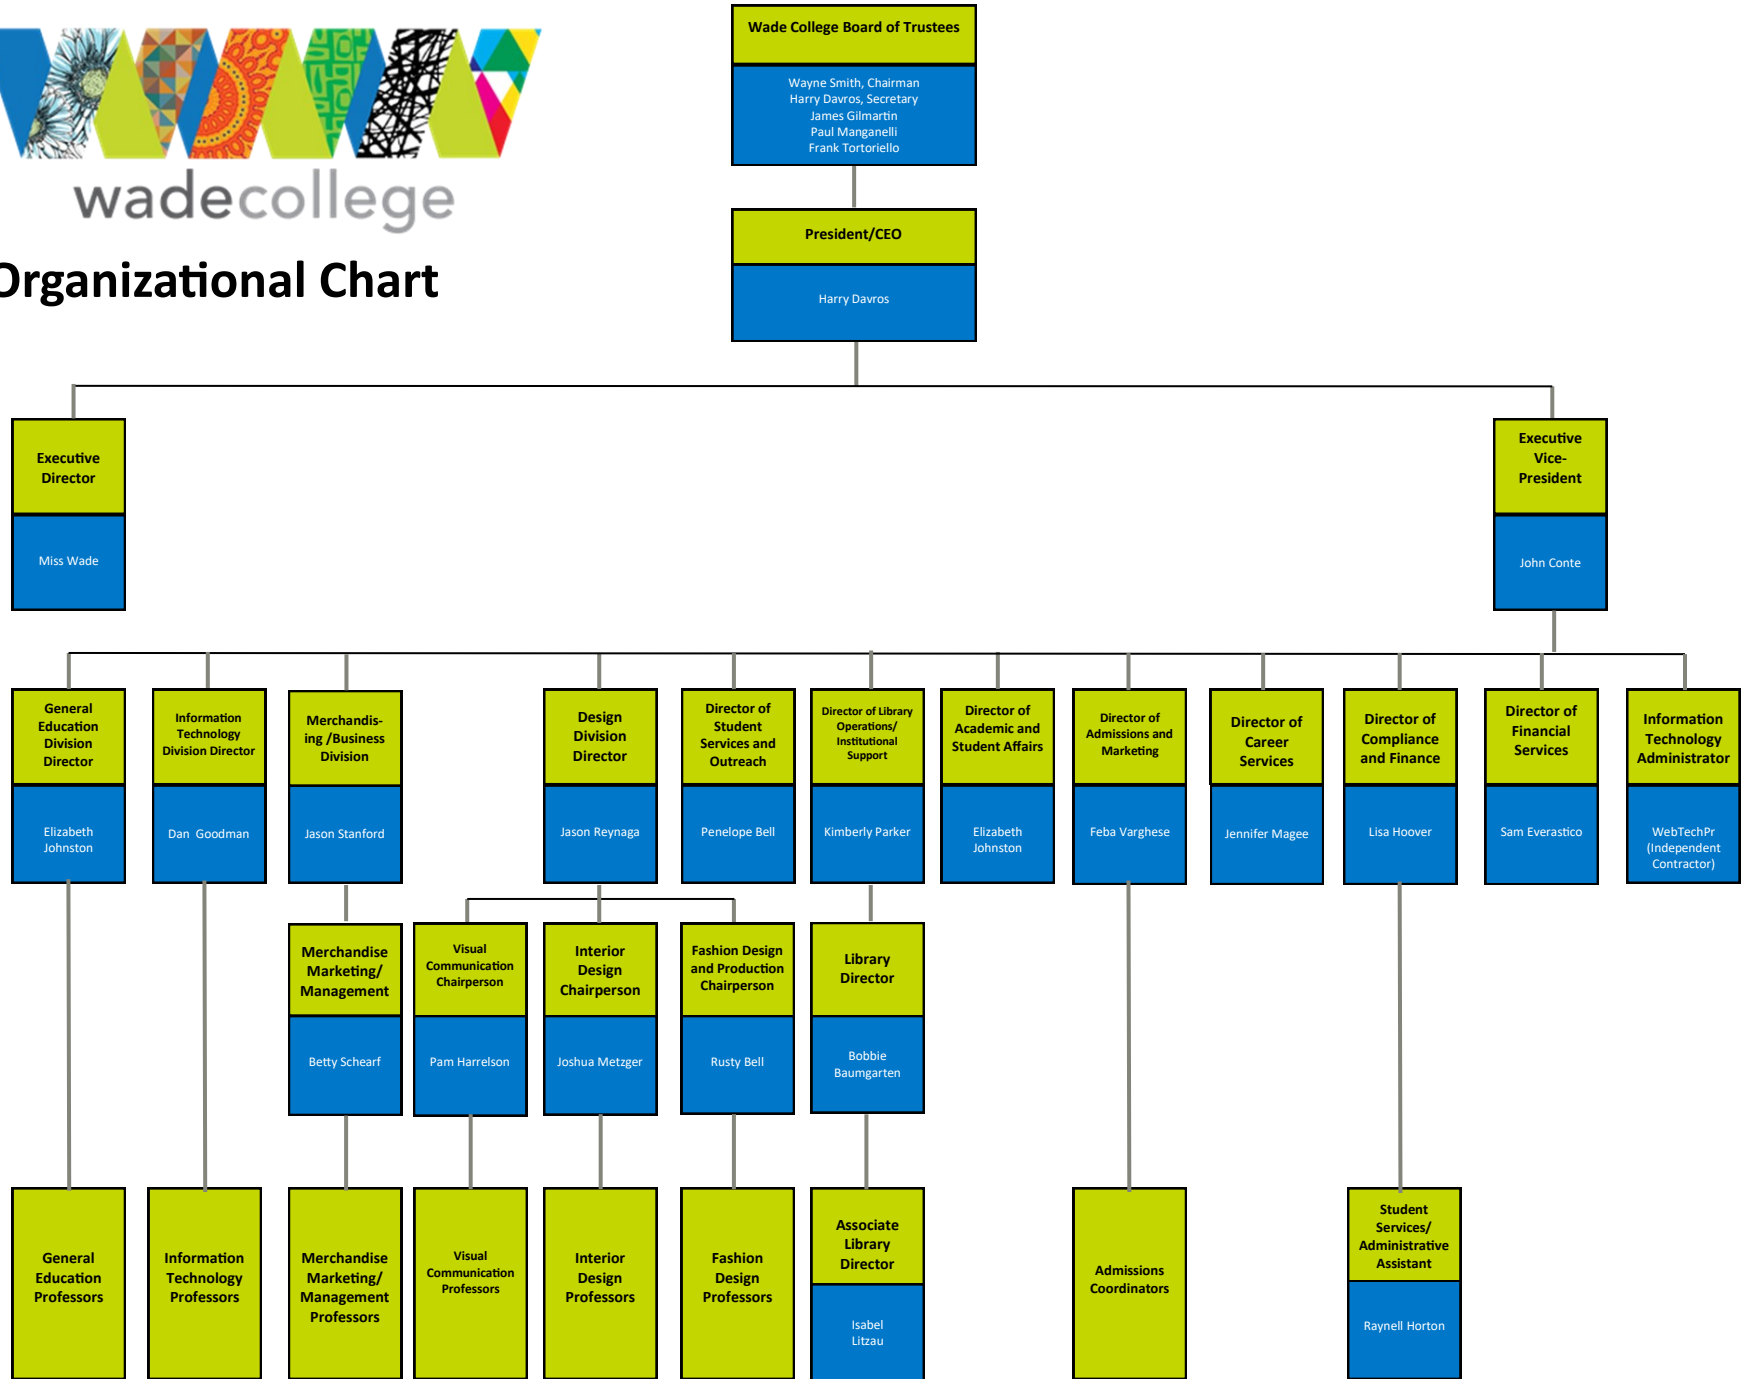 Wade College Board of Trustees
Wayne Smith, Chairman
Harry Davros, Secretary
James Gilmartin
Paul Manganelli
Frank Tortoriello
wadecollege
Organizational Chart
President/CEO
Harry Davros
Executive
Director
Miss Wade
Executive
Vice-
President
John Conte
General
Education
Division
Director
Elizabeth
Johnston
Information
Technology
Division Director
Dan  Goodman
Merchandis-
ing /Business
Division
Jason Stanford
Design
Division
Director
Jason Reynaga
Director of
Student
Services and
Outreach
Penelope Bell
Director of Library
Operations/
Institutional
Support
Kimberly Parker
Director of
Academic and
Student Affairs
Elizabeth
Johnston
Director of
Admissions and
Marketing
Feba Varghese
Director of
Career
Services
Jennifer Magee
Director of
Compliance
and Finance
Lisa Hoover
Director of
Financial
Services
Sam Everastico
Information
Technology
Administrator
WebTechPr
(Independent
Contractor)
Merchandise
Marketing/
Management
Betty Schearf
Visual
Communication
Chairperson
Pam Harrelson
Interior
Design
Chairperson
Joshua Metzger
Fashion Design
and Production
Chairperson
Rusty Bell
Library
Director
Bobbie
Baumgarten
General
Education
Professors
Information
Technology
Professors
Merchandise
Marketing/
Management
Professors
Visual
Communication
Professors
Interior
Design
Professors
Fashion
Design
Professors
Associate
Library
Director
Isabel
Litzau
Admissions
Coordinators
Student
Services/
Administrative
Assistant
Raynell Horton